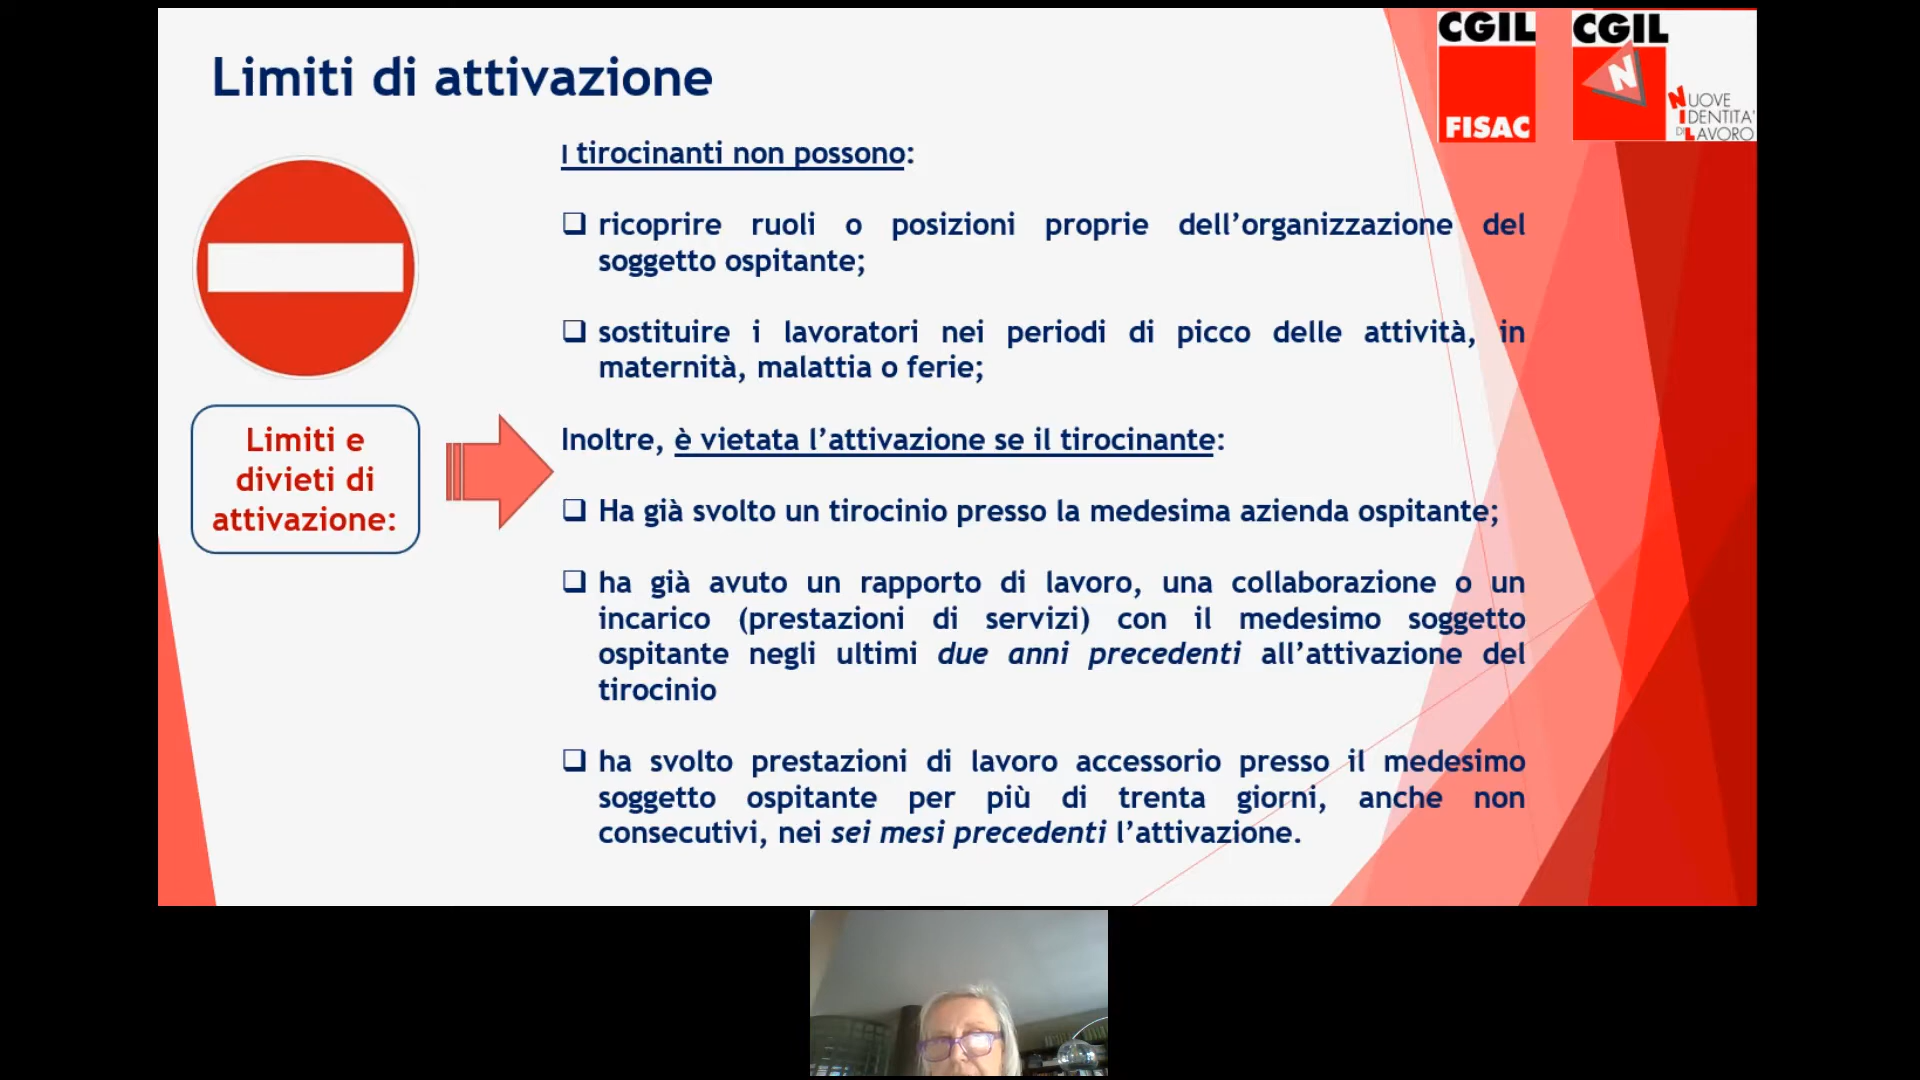 Limiti di attivazione
CGIL
FISAC
CGIL
N
NUOVE
IDENTITA'
DI LAVORO
I tirocinanti non possono:
❑ ricoprire ruoli o posizioni proprie dell’organizzazione del
soggetto ospitante;
❑ sostituire i lavoratori nei periodi di picco delle attività, in
maternità, malattia o ferie;
Limiti e
divieti di
attivazione:
Inoltre, è vietata l’attivazione se il tirocinante:
❑ Ha già svolto un tirocinio presso la medesima azienda ospitante;
❑ ha già avuto un rapporto di lavoro, una collaborazione o un
incarico (prestazioni di servizi) con il medesimo soggetto
ospitante negli ultimi due anni precedenti all’attivazione del
tirocinio
❑ ha svolto prestazioni di lavoro accessorio presso il medesimo
soggetto ospitante per più di trenta giorni, anche non
consecutivi, nei sei mesi precedenti l’attivazione.